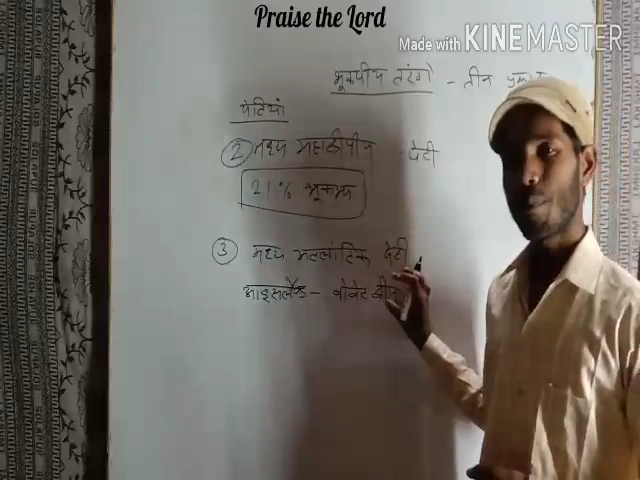 Praise the Lord
Made with KINEMASTER
भूकंपीय तरंगे - तीन
पेटियां
② मध्य महाद्वीपीय पेटी
21 % भूकम्प
③ मध्य अटलांटिक पेटी
आइसलैण्ड - बोवेट द्वीप